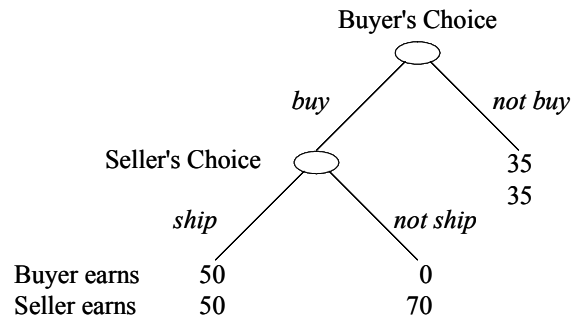 Buyer's Choice
buy
not buy
Seller's Choice
35
35
ship
not ship
Buyer earns 50 0
Seller earns 50 70